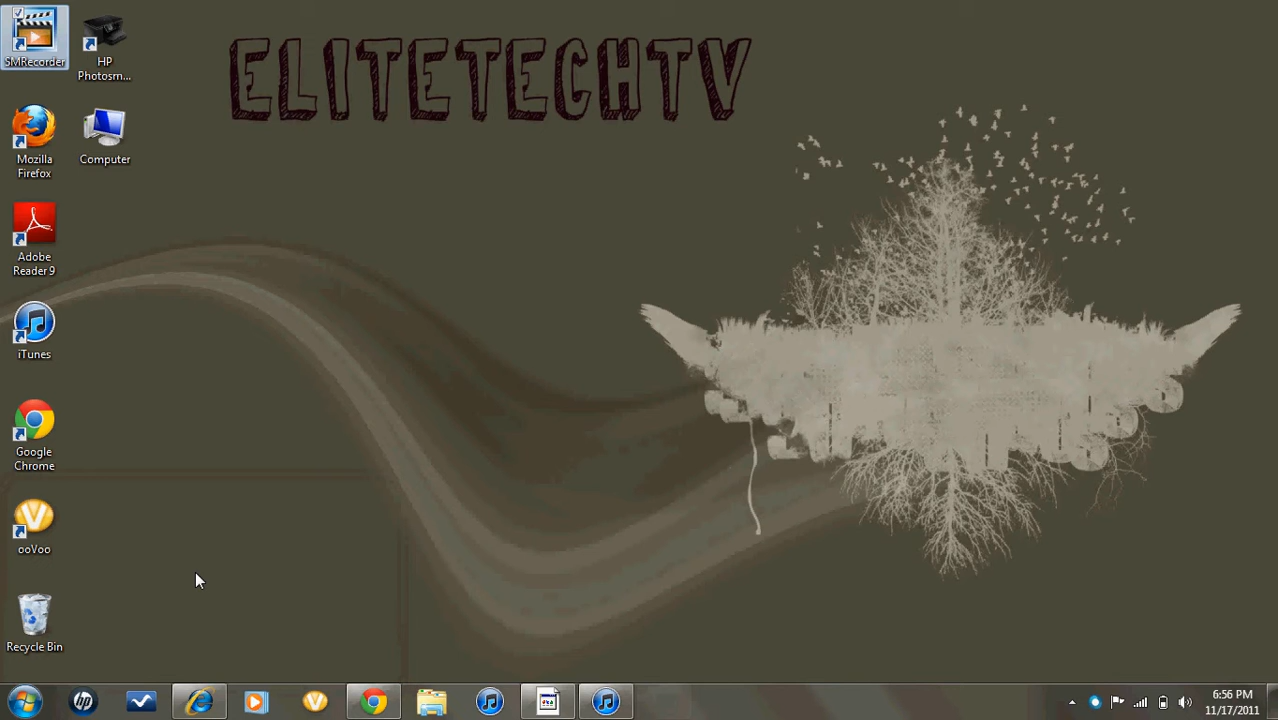 ELITETECHTV
SMRecorder
HP
Photosm...
Mozilla
Firefox
Computer
Adobe
Reader 9
iTunes
Google
Chrome
ooVoo
Recycle Bin
hp
6:56 PM
11/17/2011